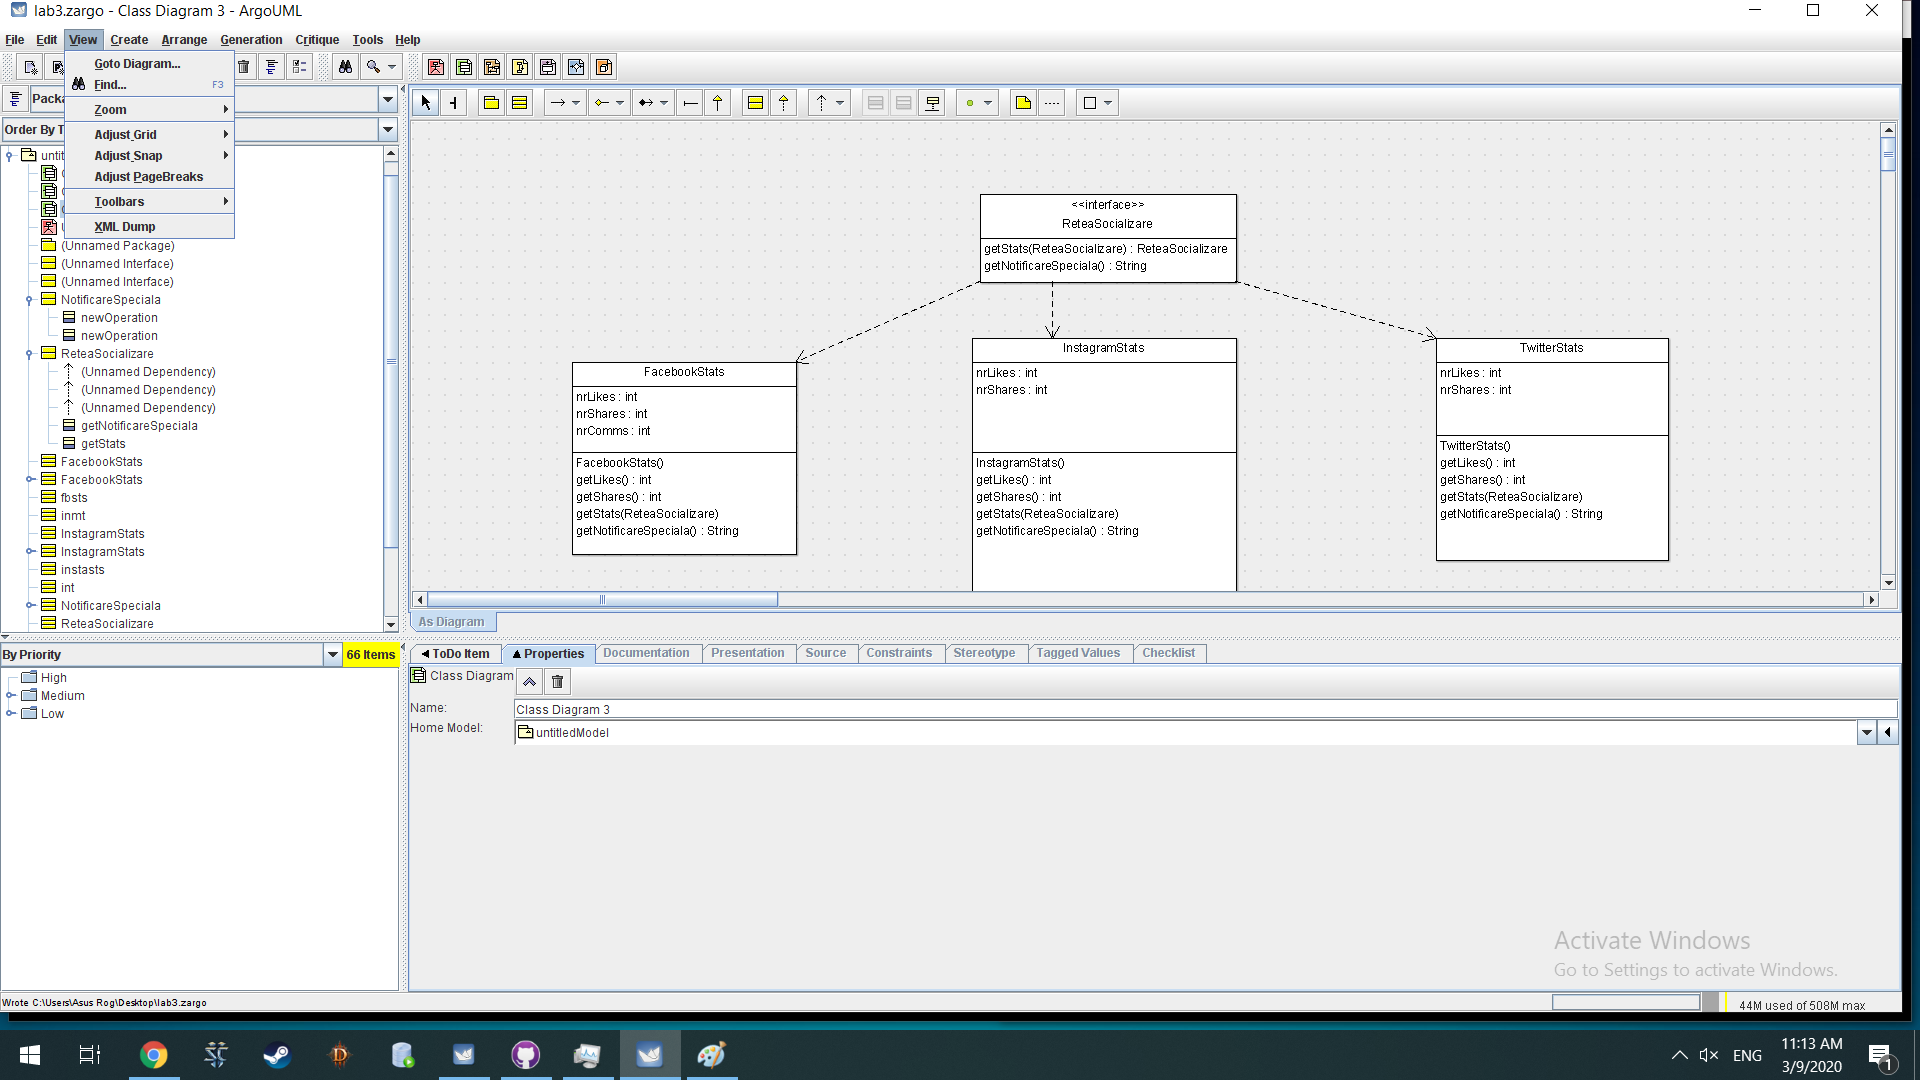 lab3.zargo - Class Diagram 3 - ArgoUML
File Edit View Create Arrange Generation Critique Tools Help
Goto Diagram...
Find... F3
Zoom
Adjust Grid
Adjust Snap
Adjust PageBreaks
Toolbars
XML Dump
Order By T
(Unnamed Package)
(Unnamed Interface)
(Unnamed Interface)
NotificareSpeciala
newOperation
newOperation
ReteaSocializare
(Unnamed Dependency)
(Unnamed Dependency)
(Unnamed Dependency)
getNotificareSpeciala
getStats
FacebookStats
FacebookStats
fbsts
inmt
InstagramStats
InstagramStats
instasts
int
NotificareSpeciala
ReteaSocializare
By Priority 66 Items
High
Medium
Low
<<interface>>
ReteaSocializare
getStats(ReteaSocializare) : ReteaSocializare
getNotificareSpeciala() : String
FacebookStats
nrLikes : int
nrShares : int
nrComms : int
FacebookStats()
getLikes() : int
getShares() : int
getStats(ReteaSocializare)
getNotificareSpeciala() : String
InstagramStats
nrLikes : int
nrShares : int
InstagramStats()
getLikes() : int
getShares() : int
getStats(ReteaSocializare)
getNotificareSpeciala() : String
TwitterStats
nrLikes : int
nrShares : int
TwitterStats()
getLikes() : int
getShares() : int
getStats(ReteaSocializare)
getNotificareSpeciala() : String
As Diagram
ToDo Item Properties Documentation Presentation Source Constraints Stereotype Tagged Values Checklist
Class Diagram
Name: Class Diagram 3
Home Model: untitledModel
Activate Windows
Go to Settings to activate Windows.
Wrote C:\Users\Asus Rog\Desktop\lab3.zargo
44M used of 508M max
ENG
11:13 AM
3/9/2020
1